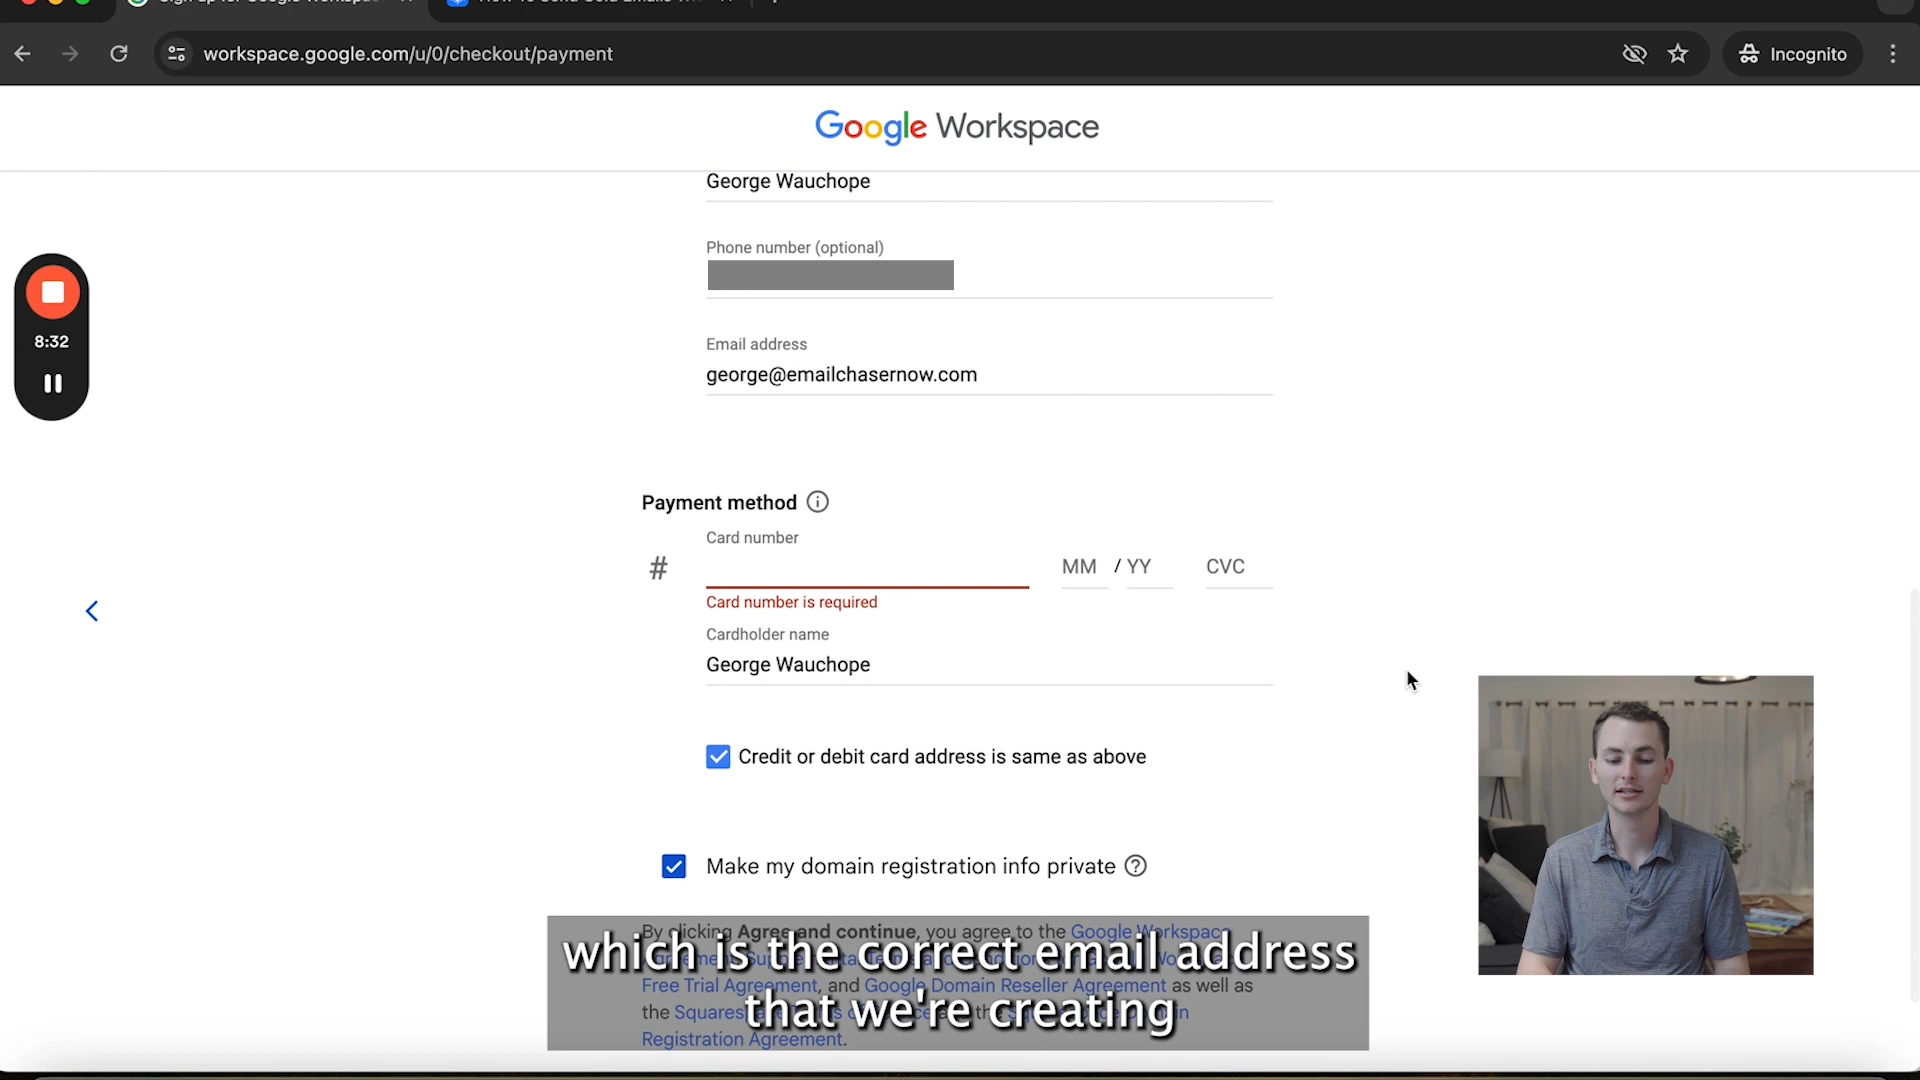 workspace.google.com/u/0/checkout/payment
Incognito
Google Workspace
George Wauchope
Phone number (optional)
Email address
george@emailchasernow.com
8:32
Payment method
Card number
#
MM / YY CVC
Card number is required
Cardholder name
George Wauchope
Credit or debit card address is same as above
Make my domain registration info private
By clicking Agree and continue, you agree to the Google Workspace
which is the correct email address
Free Trial Agreement, and Google Domain Reseller Agreement as well as
that we're creating
the
Registration Agreement.